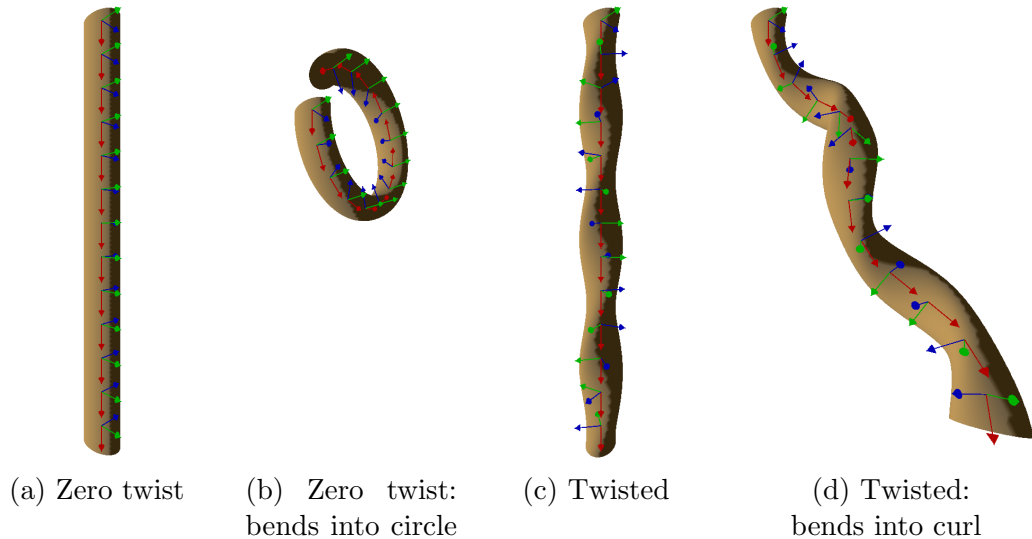 (a) Zero twist
(b) Zero twist:
bends into circle
(c) Twisted
(d) Twisted:
bends into curl